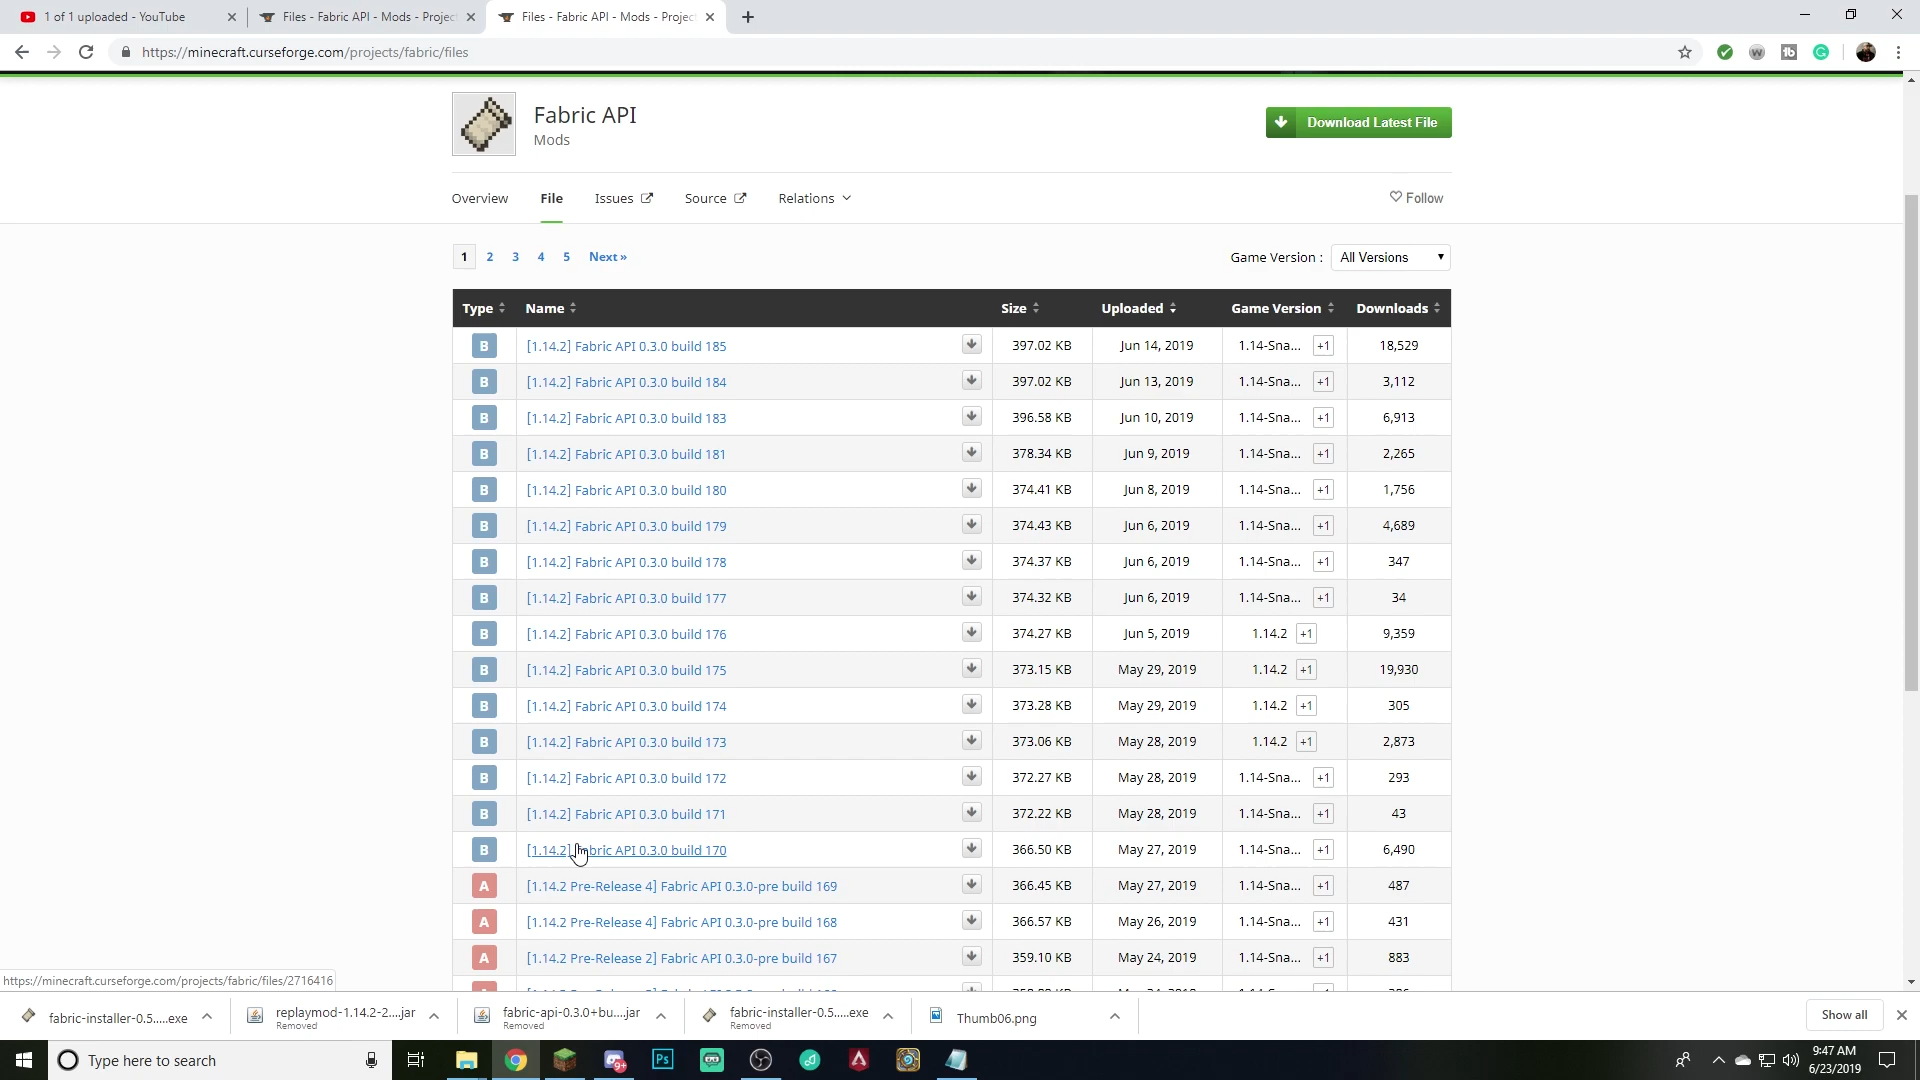 1 of 1 uploaded - YouTube
Files - Fabric API - Mods - Projec
Files - Fabric API - Mods - Projec
https://minecraft.curseforge.com/projects/fabric/files
Fabric API
Mods
Download Latest File
Overview File Issues Source Relations
Follow
1 2 3 4 5 Next »
Game Version : All Versions
Type Name Size Uploaded Game Version Downloads
B [1.14.2] Fabric API 0.3.0 build 185 397.02 KB Jun 14, 2019 1.14-Sna... +1 18,529
B [1.14.2] Fabric API 0.3.0 build 184 397.02 KB Jun 13, 2019 1.14-Sna... +1 3,112
B [1.14.2] Fabric API 0.3.0 build 183 396.58 KB Jun 10, 2019 1.14-Sna... +1 6,913
B [1.14.2] Fabric API 0.3.0 build 181 378.34 KB Jun 9, 2019 1.14-Sna... +1 2,265
B [1.14.2] Fabric API 0.3.0 build 180 374.41 KB Jun 8, 2019 1.14-Sna... +1 1,756
B [1.14.2] Fabric API 0.3.0 build 179 374.43 KB Jun 6, 2019 1.14-Sna... +1 4,689
B [1.14.2] Fabric API 0.3.0 build 178 374.37 KB Jun 6, 2019 1.14-Sna... +1 347
B [1.14.2] Fabric API 0.3.0 build 177 374.32 KB Jun 6, 2019 1.14-Sna... +1 34
B [1.14.2] Fabric API 0.3.0 build 176 374.27 KB Jun 5, 2019 1.14.2 +1 9,359
B [1.14.2] Fabric API 0.3.0 build 175 373.15 KB May 29, 2019 1.14.2 +1 19,930
B [1.14.2] Fabric API 0.3.0 build 174 373.28 KB May 29, 2019 1.14.2 +1 305
B [1.14.2] Fabric API 0.3.0 build 173 373.06 KB May 28, 2019 1.14.2 +1 2,873
B [1.14.2] Fabric API 0.3.0 build 172 372.27 KB May 28, 2019 1.14-Sna... +1 293
B [1.14.2] Fabric API 0.3.0 build 171 372.22 KB May 28, 2019 1.14-Sna... +1 43
B [1.14.2] Fabric API 0.3.0 build 170 366.50 KB May 27, 2019 1.14-Sna... +1 6,490
A [1.14.2 Pre-Release 4] Fabric API 0.3.0-pre build 169 366.45 KB May 27, 2019 1.14-Sna... +1 487
A [1.14.2 Pre-Release 4] Fabric API 0.3.0-pre build 168 366.57 KB May 26, 2019 1.14-Sna... +1 431
A [1.14.2 Pre-Release 2] Fabric API 0.3.0-pre build 167 359.10 KB May 24, 2019 1.14-Sna... +1 883
https://minecraft.curseforge.com/projects/fabric/files/2716416
fabric-installer-0.5.....exe
replaymod-1.14.2-2....jar
Removed
fabric-api-0.3.0+bu....jar
Removed
fabric-installer-0.5.....exe
Removed
Thumb06.png
Show all
Type here to search
Ps
9+
9:47 AM
6/23/2019